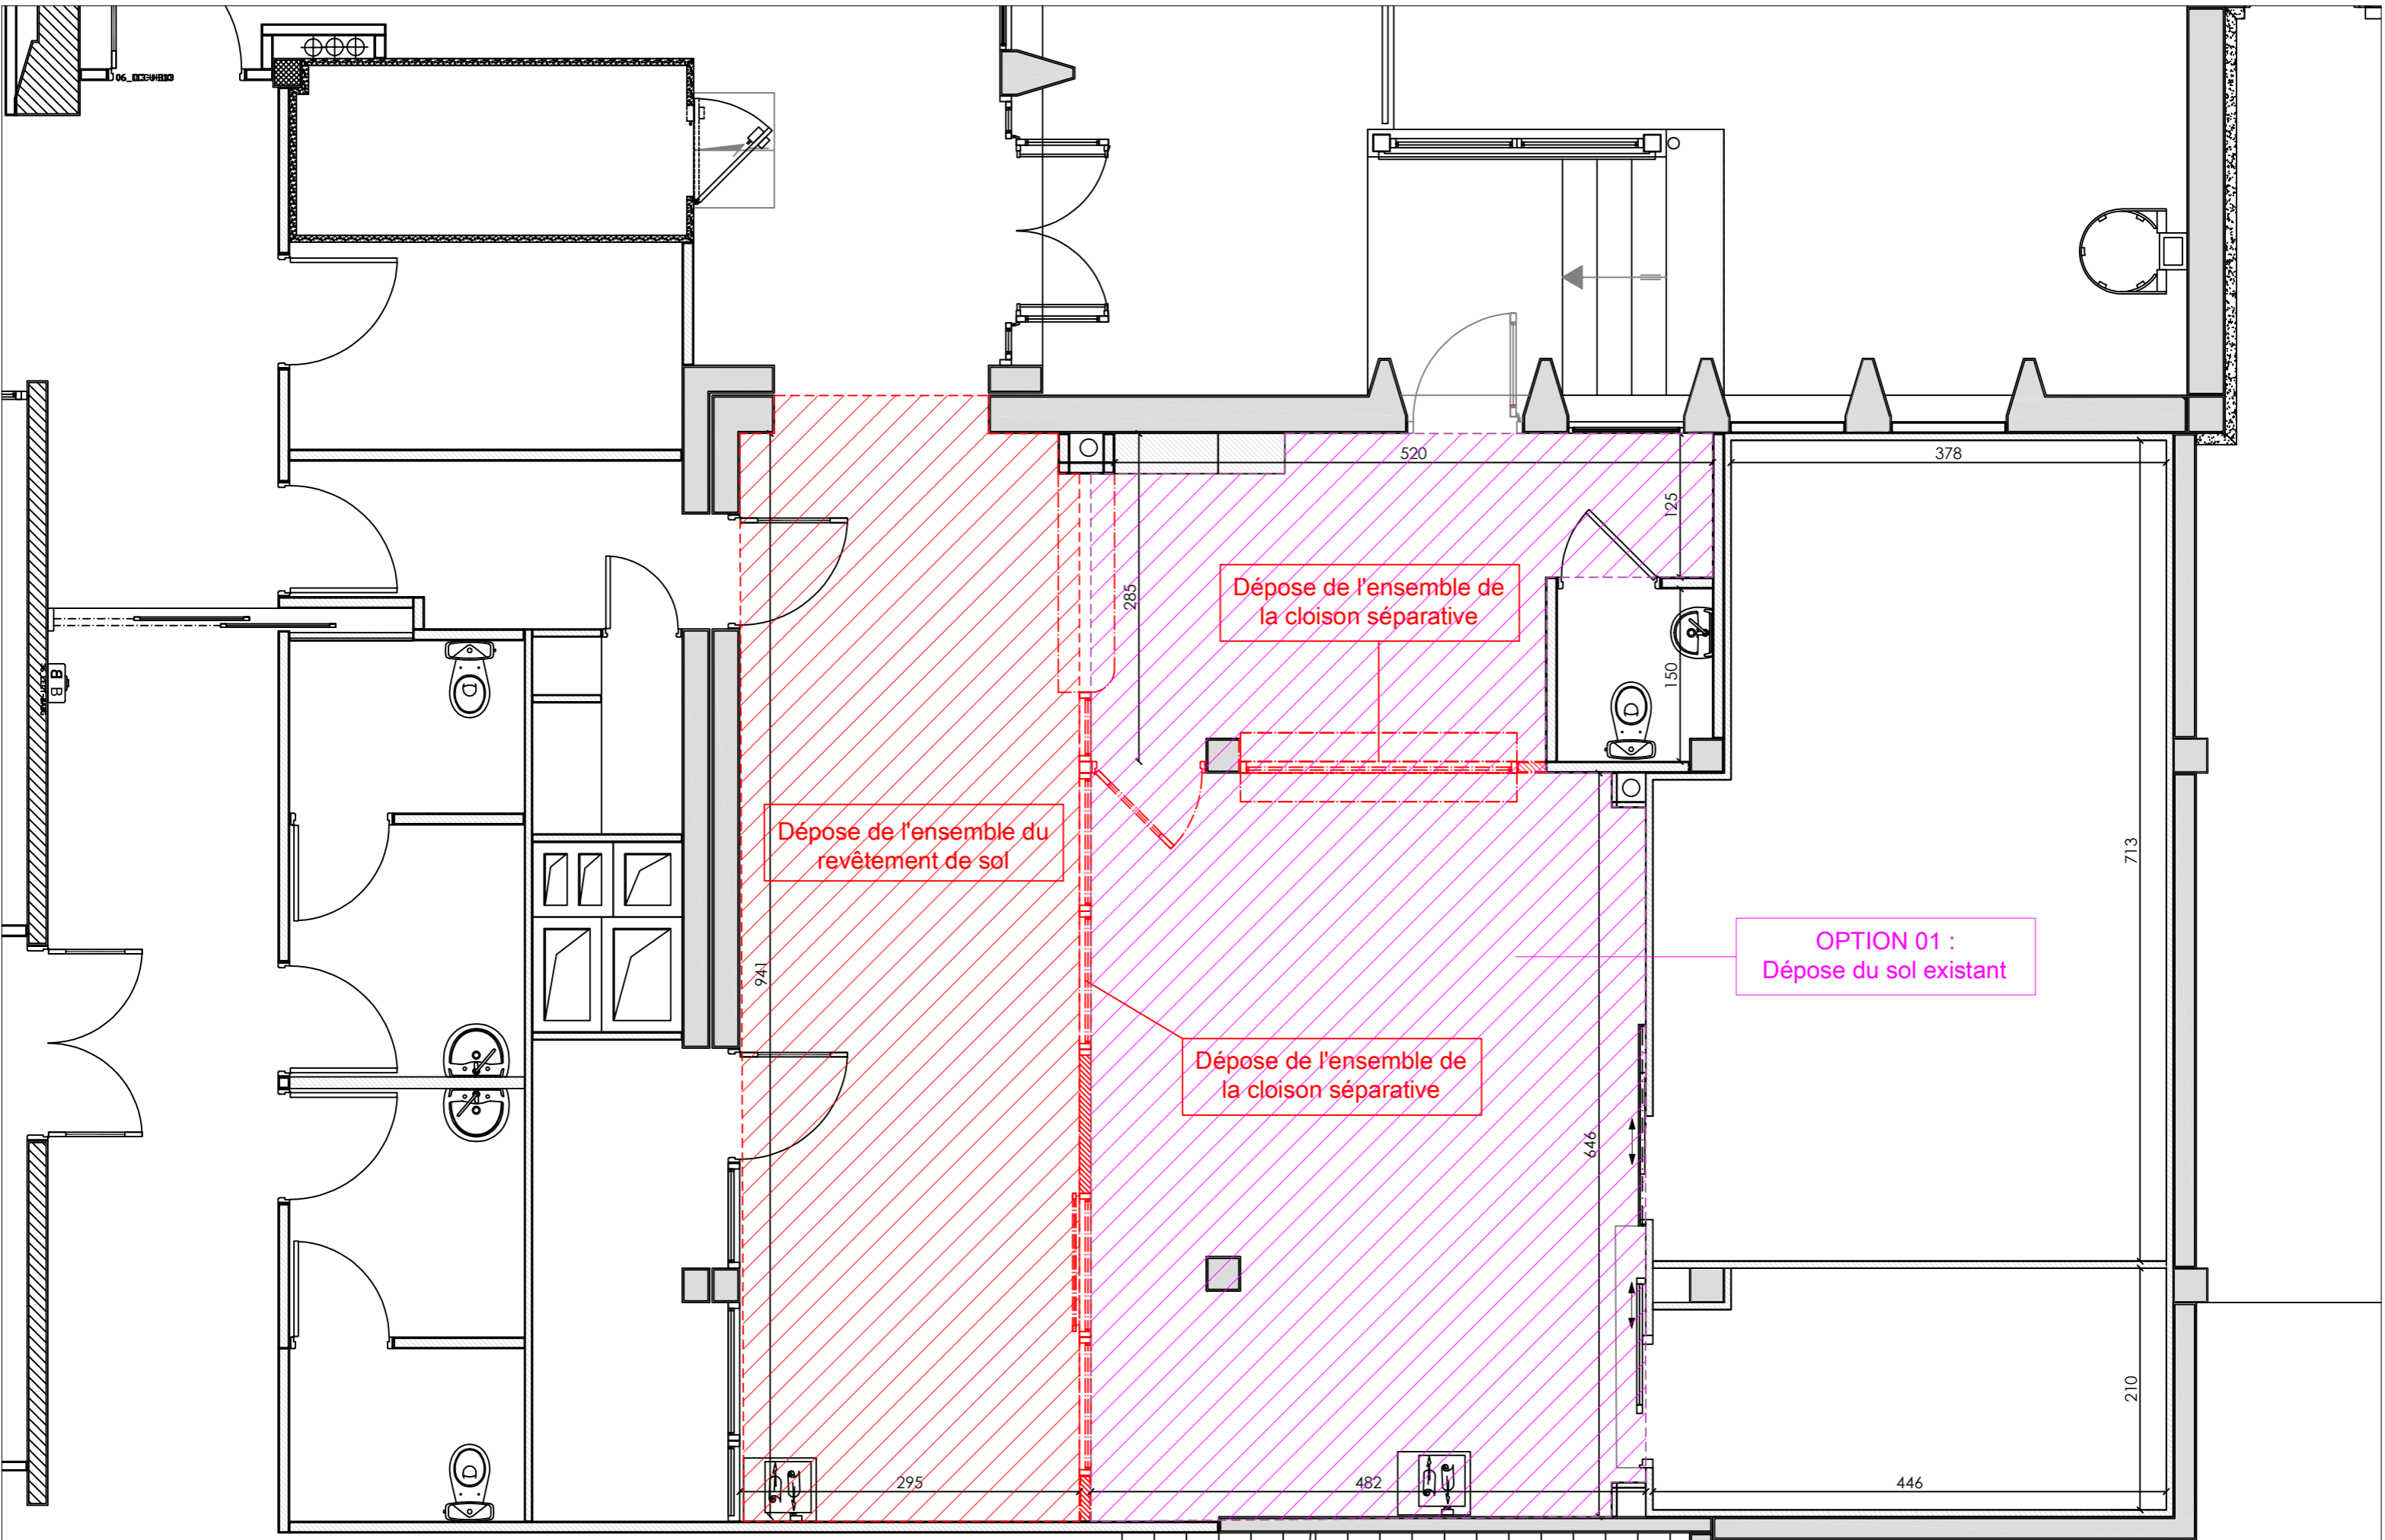 520
378
125
285
Dépose de l'ensemble de
la cloison séparative
150
Dépose de l'ensemble du
revêtement de sol
713
OPTION 01 :
Dépose du sol existant
941
Dépose de l'ensemble de
la cloison séparative
646
210
295
482
446